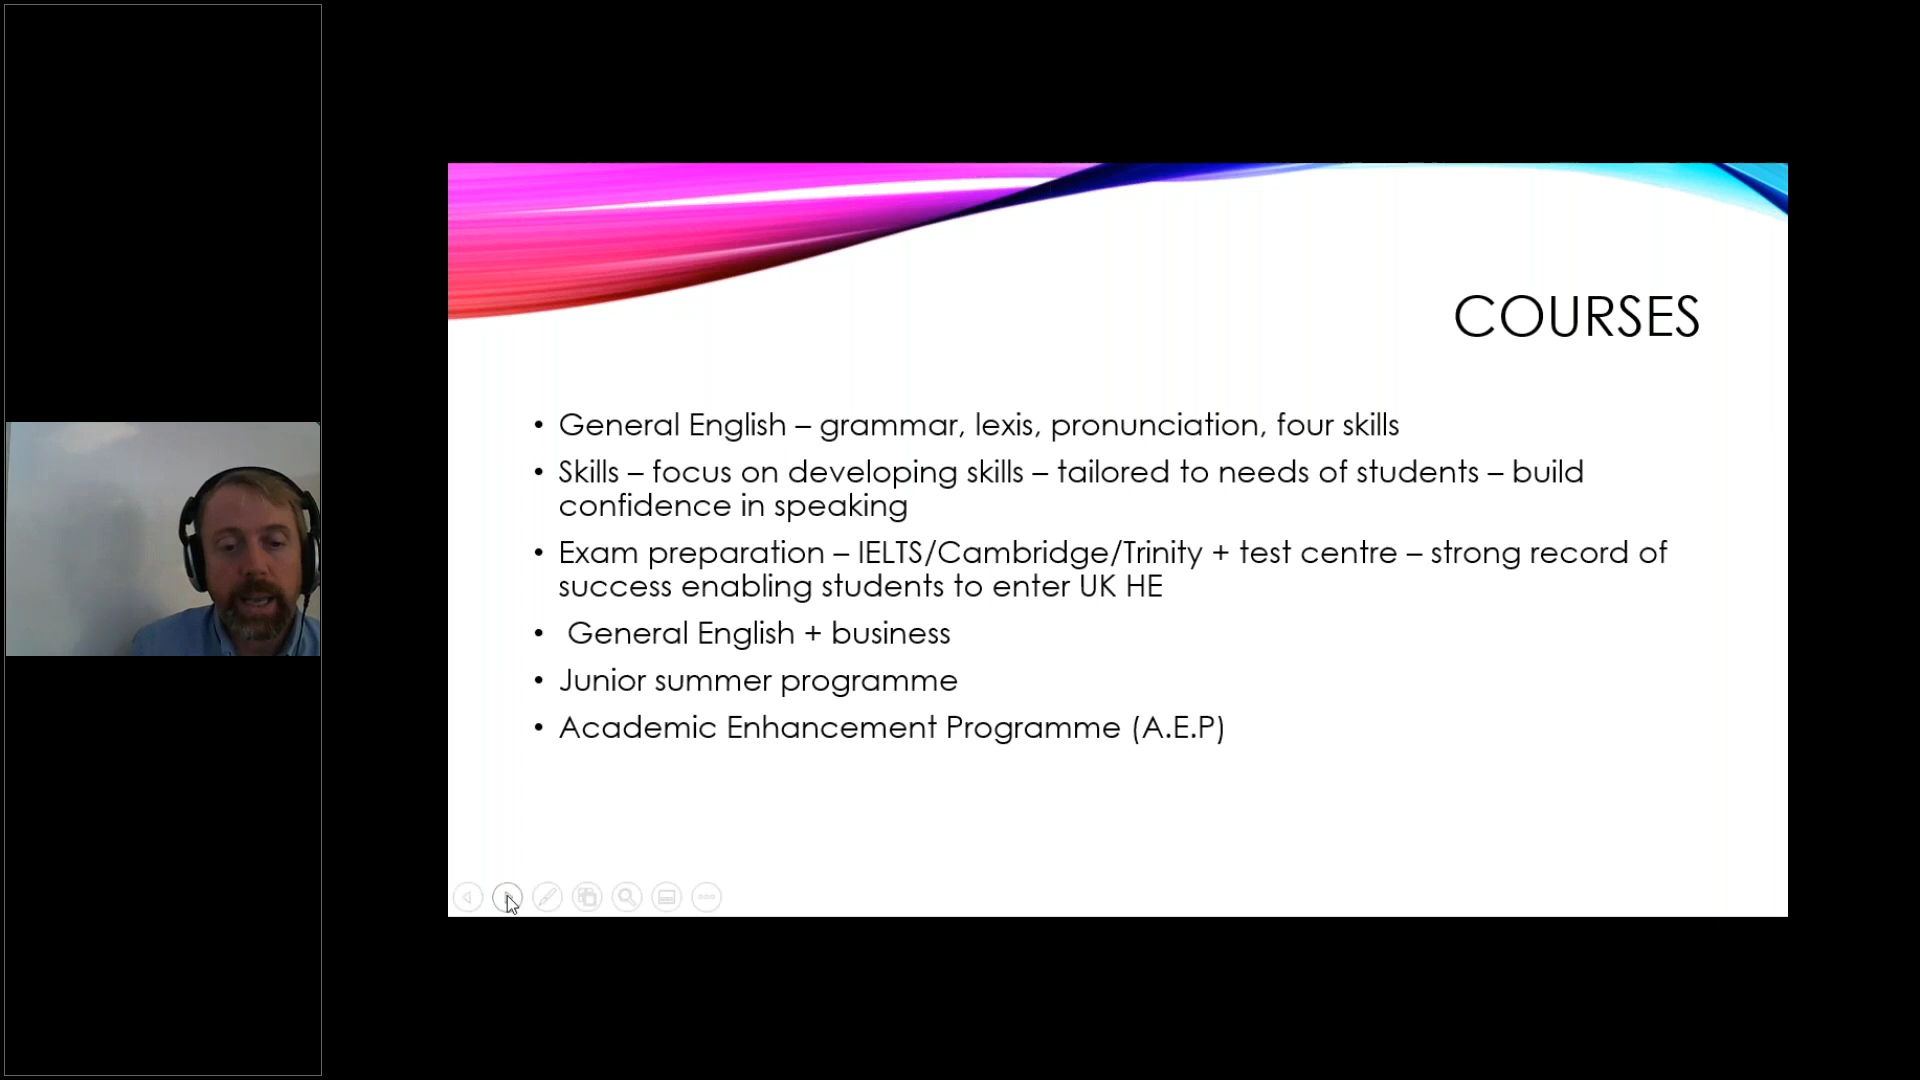 COURSES
• General English – grammar, lexis, pronunciation, four skills
• Skills – focus on developing skills – tailored to needs of students – build
confidence in speaking
• Exam preparation – IELTS/Cambridge/Trinity + test centre – strong record of
success enabling students to enter UK HE
• General English + business
• Junior summer programme
• Academic Enhancement Programme (A.E.P)